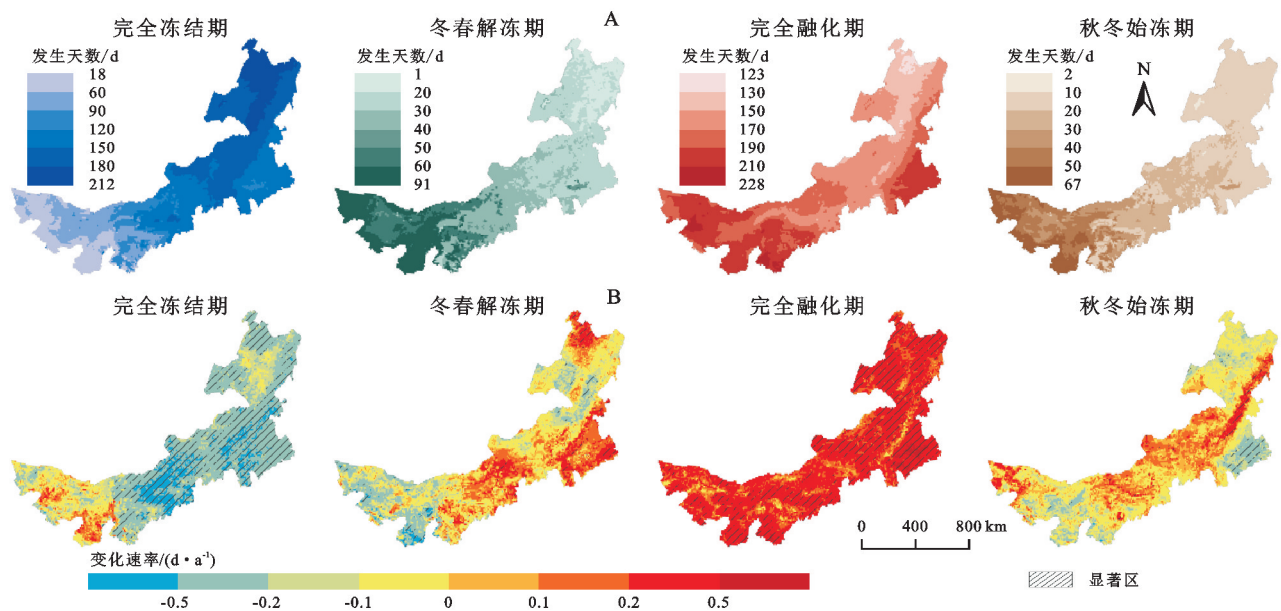 A
完全冻结期
发生天数/d
18
60
90
120
150
180
212
冬春解冻期
发生天数/d
1
20
30
40
50
60
91
完全融化期
发生天数/d
123
130
150
170
190
210
228
秋冬始冻期
发生天数/d
2
10
20
30
40
50
67
N
B
完全冻结期
冬春解冻期
完全融化期
秋冬始冻期
0 400 800 km
变化速率/(d·a⁻¹)
-0.5 -0.2 -0.1 0 0.1 0.2 0.5
显著区